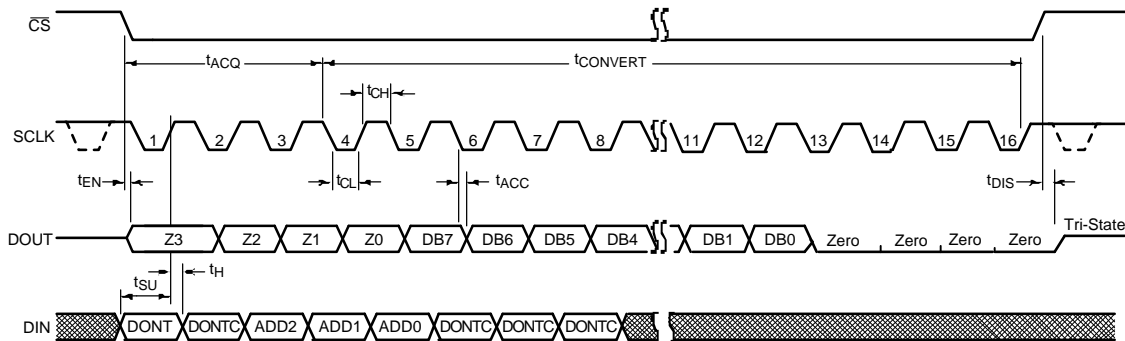 CS
tACQ
tCONVERT
tCH
SCLK
1 2 3 4 5 6 7 8 11 12 13 14 15 16
tEN
tCL
tACC
tDIS
DOUT
Z3 Z2 Z1 Z0 DB7 DB6 DB5 DB4 DB1 DB0 Zero Zero Zero Zero
Tri-State
tSU
tH
DIN
DONT DONTC ADD2 ADD1 ADD0 DONTC DONTC DONTC